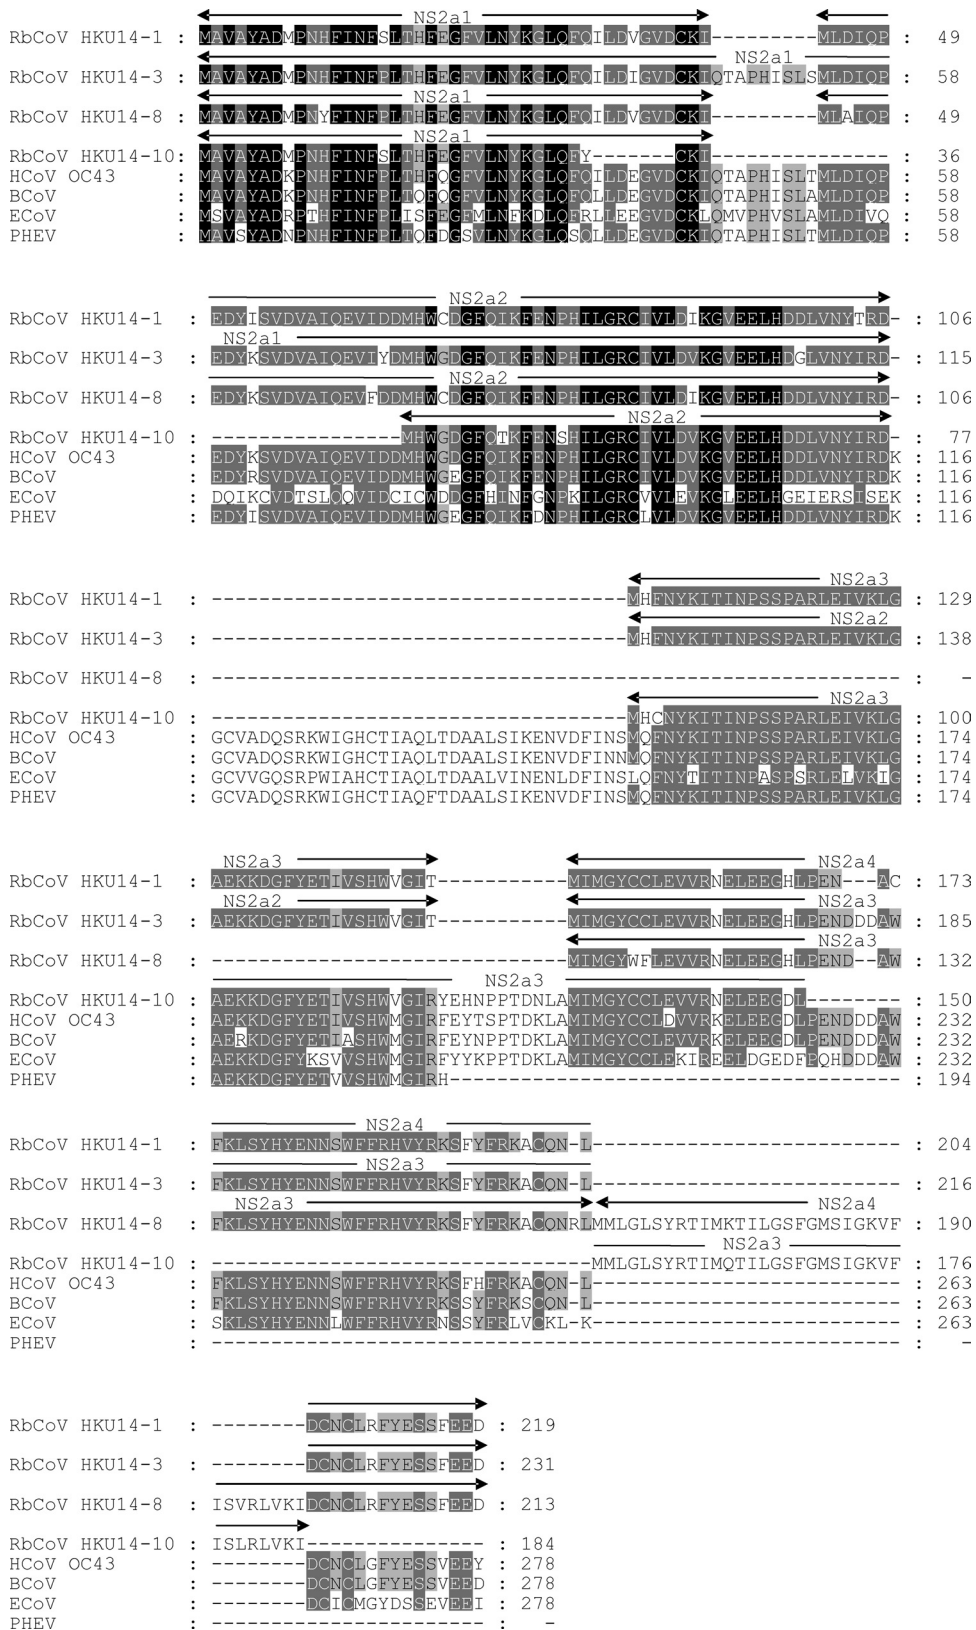 NS2a1
RbCoV HKU14-1 : MAVAYADMPNHFINFSLTHFEGFVLNYKGLQFQILDVGVDCKI---------MLDIQP : 49
NS2a1
RbCoV HKU14-3 : MAVAYADMPNHFINFPLTHFEGFVLNYKGLQFQILDIGVDCKIQTAPHISLSMLDIQP : 58
NS2a1
RbCoV HKU14-8 : MAVAYADMPNYFINFPLTHFEGFVLNYKGLQFQILDVGVDCKI---------MLAIQP : 49
NS2a1
RbCoV HKU14-10: MAVAYADMPNHFINFSLTHFEGFVLNYKGLQFY-------CKI--------------- : 36
HCoV OC43 : MAVAYADKPNHFINFPLTHFQGFVLNYKGLQFQILDEGVDCKIQTAPHISLTMLDIQP : 58
BCoV : MAVAYADKPNHFINFPLTQFQGFVLNYKGLQFQLLDEGVDCKIQTAPHISLAMLDIQP : 58
ECoV : MSVAYADRPTHFINFPLISFEGFMLNFKDLQFRLLEEGVDCKLQMVPHVSLAMLDIVQ : 58
PHEV : MAVSYADNPNHFINFPLTQFDGSVLNYKGLQSQLLDEGVDCKIQTAPHISLTMLDIQP : 58
NS2a2
RbCoV HKU14-1 : EDYISVDVAIQEVIDDMHWCDGFQIKFENPHILGRCIVLDIKGVEELHDDLVNYTRD- : 106
NS2a1
RbCoV HKU14-3 : EDYKSVDVAIQEVIYDMHWGDGFQIKFENPHILGRCIVLDVKGVEELHDGLVNYIRD- : 115
NS2a2
RbCoV HKU14-8 : EDYKSVDVAIQEVFDDMHWCDGFQIKFENPHILGRCIVLDIKGVEELHDDLVNYIRD- : 106
NS2a2
RbCoV HKU14-10 : ----------------MHWGDGFQTKFENSHILGRCIVLDVKGVEELHDDLVNYIRD- : 77
HCoV OC43 : EDYKSVDVAIQEVIDDMHWGDGFQIKFENPHILGRCIVLDVKGVEELHDDLVNYIRDK : 116
BCoV : EDYRSVDVAIQEVIDDMHWGEGFQIKFENPHILGRCIVLDVKGVEELHDDLVNYIRDK : 116
ECoV : DQIKCVDTSLQQVIDCICWDDGFHINFGNPKILGRCVVLEVKGLEELHGEIERSISEK : 116
PHEV : EDYISVDVAIQEVIDDMHWGEGFQIKFDNPHILGRCLVLDVKGVEELHDDLVNYIRDK : 116
NS2a3
RbCoV HKU14-1 : -----------------------------------MHFNYKITINPSSPARLEIVKLG : 129
NS2a2
RbCoV HKU14-3 : -----------------------------------MHFNYKITINPSSPARLEIVKLG : 138
RbCoV HKU14-8 : ---------------------------------------------------------- : -
NS2a3
RbCoV HKU14-10 : -----------------------------------MHCNYKITINPSSPARLEIVKLG : 100
HCoV OC43 : GCVADQSRKWIGHCTIAQLTDAALSIKENVDFINSMQFNYKITINPSSPARLEIVKLG : 174
BCoV : GCVADQSRKWIGHCTIAQLTDAALSIKENVDFINNMQFNYKITINPSSPARLEIVKLG : 174
ECoV : GCVVGQSRPWIAHCTIAQLTDAALVINENLDFINSLQFNYTITINPASPSRLELVKIG : 174
PHEV : GCVADQSRKWIGHCTIAQFTDAALSIKENVDFINSMQFNYKITINPSSPARLEIVKLG : 174
NS2a3 NS2a4
RbCoV HKU14-1 : AEKKDGFYETIVSHWVGIT-----------MIMGYCCLEVVRNELEEGHLPEN---AC : 173
NS2a2 NS2a3
RbCoV HKU14-3 : AEKKDGFYETIVSHWVGIT-----------MIMGYCCLEVVRNELEEGHLPENDDDAW : 185
NS2a3
RbCoV HKU14-8 : ------------------------------MIMGYWFLEVVRNELEEGHLPEND--AW : 132
NS2a3
RbCoV HKU14-10 : AEKKDGFYETIVSHWVGIRYEHNPPTDNLAMIMGYCCLEVVRNELEEGDL-------- : 150
HCoV OC43 : AEKKDGFYETIVSHWMGIRFEYTSPTDKLAMIMGYCCLDVVRKELEEGDLPENDDDAW : 232
BCoV : AERKDGFYETIASHWMGIRFEYNPPTDKLAMIMGYCCLEVVRKELEEGDLPENDDDAW : 232
ECoV : AEKKDGFYKSVVSHWMGIRFYYKPPTDKLAMIMGYCCLEKIREELDGEDFPQHDDDAW : 232
PHEV : AEKKDGFYETVVSHWMGIRH-------------------------------------- : 194
NS2a4
RbCoV HKU14-1 : FKLSYHYENNSWFFRHVYRKSFYFRKACQN-L-------------------------- : 204
NS2a3
RbCoV HKU14-3 : FKLSYHYENNSWFFRHVYRKSFYFRKACQN-L-------------------------- : 216
NS2a3 NS2a4
RbCoV HKU14-8 : FKLSYHYENNSWFFRHVYRKSFYFRKACQNRLMMLGLSYRTIMKTILGSFGMSIGKVF : 190
NS2a3
RbCoV HKU14-10 : --------------------------------MMLGLSYRTIMQTILGSFGMSIGKVF : 176
HCoV OC43 : FKLSYHYENNSWFFRHVYRKSFHFRKACQN-L-------------------------- : 263
BCoV : FKLSYHYENNSWFFRHVYRKSSYFRKSCQN-L-------------------------- : 263
ECoV : SKLSYHYENNLWFFRHVYRNSSYFRLVCKL-K-------------------------- : 263
PHEV : ---------------------------------------------------------- : -
RbCoV HKU14-1 : --------DCNCLRFYESSFEED : 219
RbCoV HKU14-3 : --------DCNCLRFYESSFEED : 231
RbCoV HKU14-8 : ISVRLVKIDCNCLRFYESSFEED : 213
RbCoV HKU14-10 : ISLRLVKI--------------- : 184
HCoV OC43 : --------DCNCLGFYESSVEEY : 278
BCoV : --------DCNCLGFYESSVEED : 278
ECoV : --------DCICMGYDSSEVEEI : 278
PHEV : ----------------------- : -